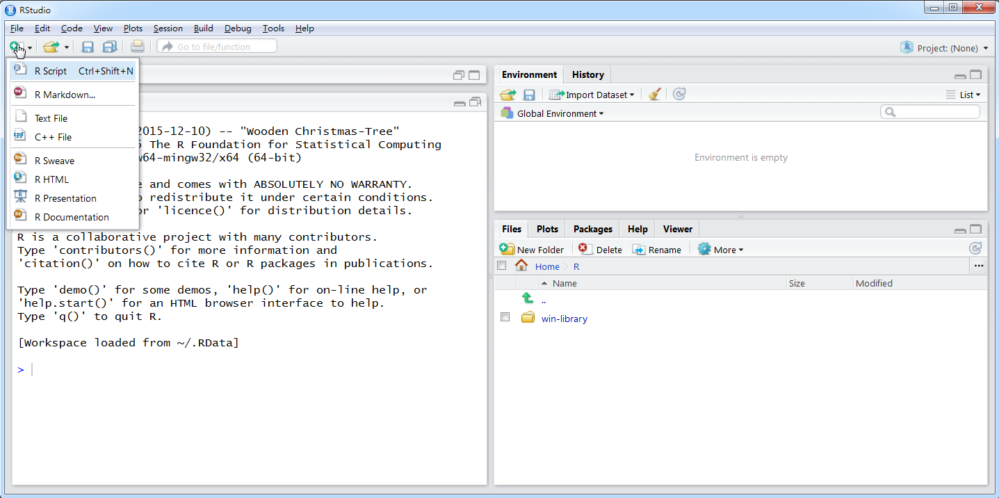 RStudio
File Edit Code View Plots Session Build Debug Tools Help
Go to file/function
Project: (None)
R Script Ctrl+Shift+N
R Markdown...
Text File
C++ File
R Sweave
R HTML
R Presentation
R Documentation
2015-12-10) -- "Wooden Christmas-Tree"
The R Foundation for Statistical Computing
w64-mingw32/x64 (64-bit)
e and comes with ABSOLUTELY NO WARRANTY.
o redistribute it under certain conditions.
or 'licence()' for distribution details.
R is a collaborative project with many contributors.
Type 'contributors()' for more information and
'citation()' on how to cite R or R packages in publications.
Type 'demo()' for some demos, 'help()' for on-line help, or
'help.start()' for an HTML browser interface to help.
Type 'q()' to quit R.
[Workspace loaded from ~/.RData]
>
Environment History
Import Dataset List
Global Environment
Environment is empty
Files Plots Packages Help Viewer
New Folder Delete Rename More
Home R ...
Name Size Modified
..
win-library